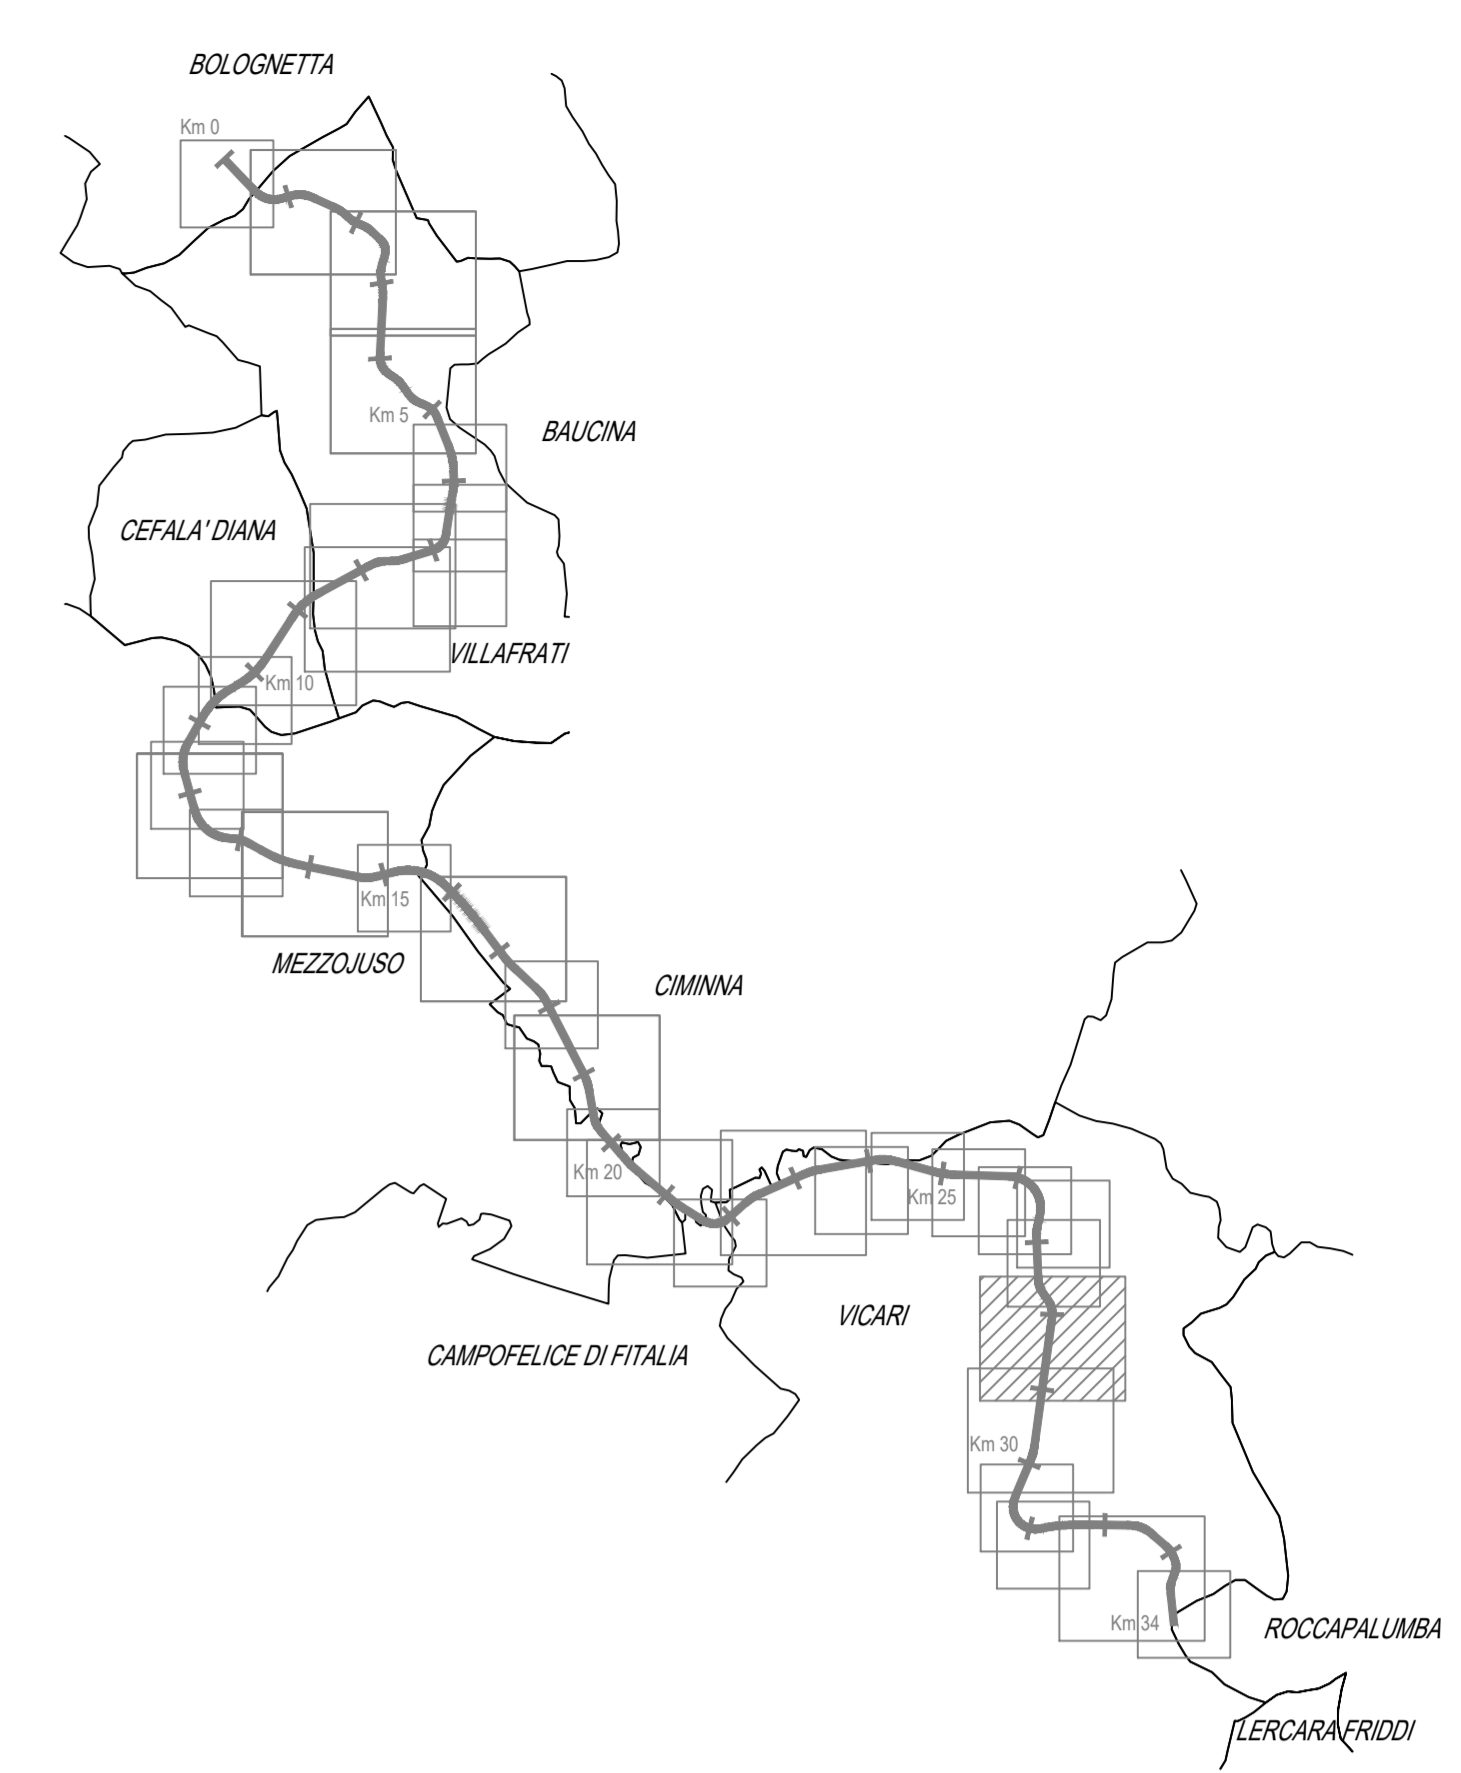 BOLOGNETTA
Km 0
Km 5
BAUCINA
CEFALA' DIANA
VILLAFRATI
Km 10
Km 15
MEZZOJUSO
CIMINNA
Km 20
Km 25
VICARI
CAMPOFELICE DI FITALIA
Km 30
Km 34
ROCCAPALUMBA
LERCARA FRIDDI